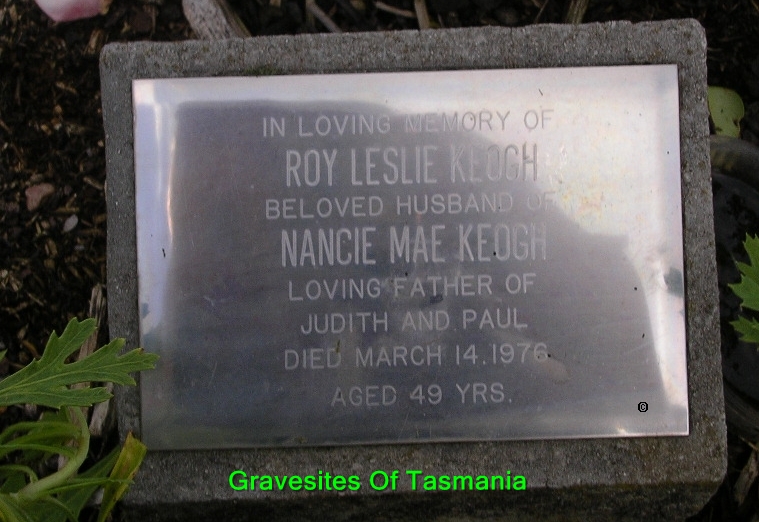 IN LOVING MEMORY OF
ROY LESLIE KEOGH
BELOVED HUSBAND OF
NANCIE MAE KEOGH
LOVING FATHER OF
JUDITH AND PAUL
DIED MARCH 14.1976
AGED 49 YRS.
©
Gravesites Of Tasmania